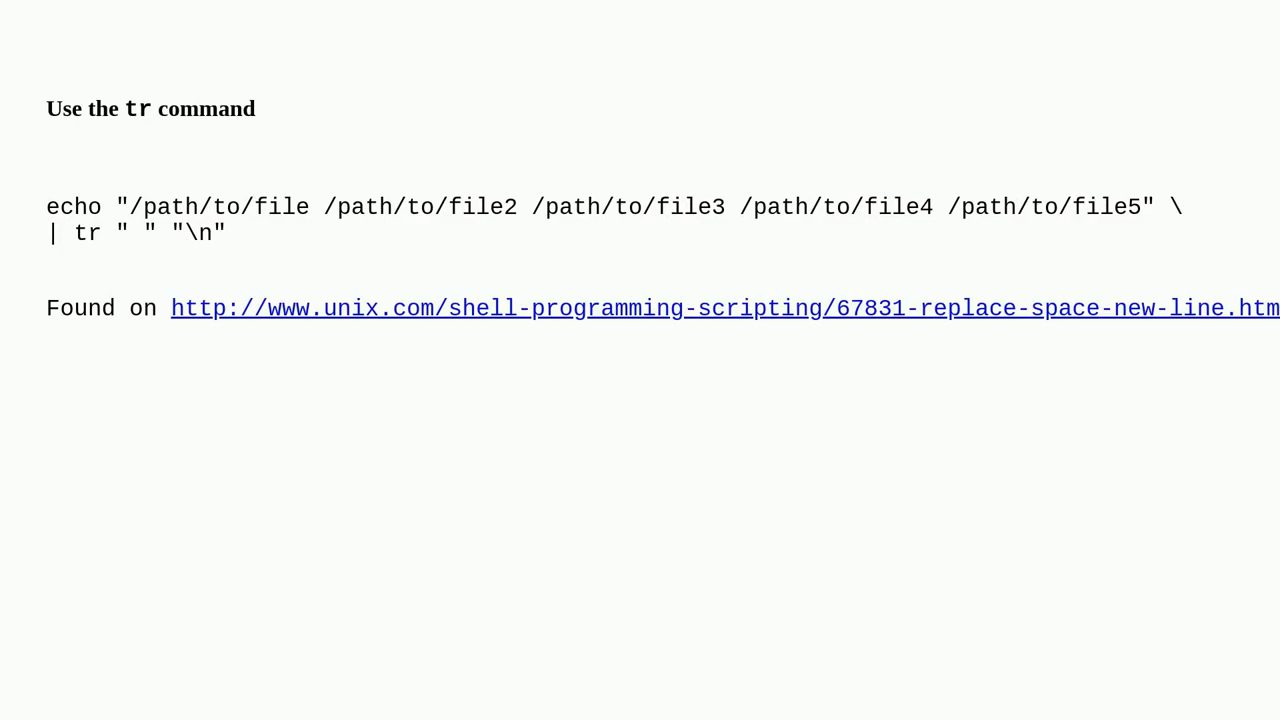 Use the tr command
echo "/path/to/file /path/to/file2 /path/to/file3 /path/to/file4 /path/to/file5" \
| tr " " "\n"
Found on http://www.unix.com/shell-programming-scripting/67831-replace-space-new-line.htm